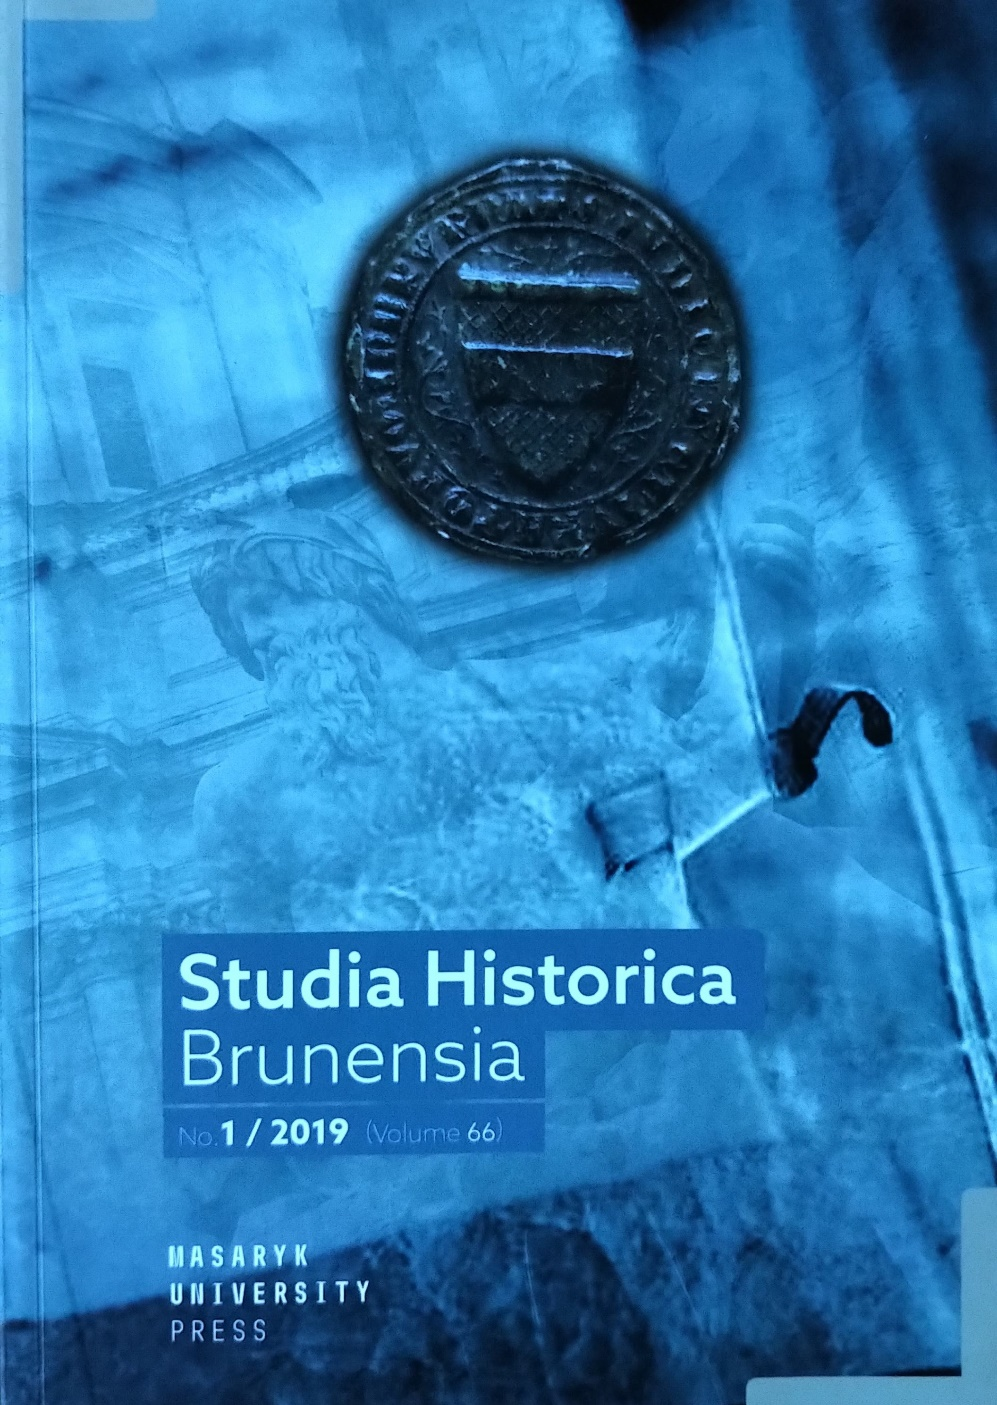 Studia Historica
Brunensia
No.1 / 2019 (Volume 66)
MASARYK
UNIVERSITY
PRESS